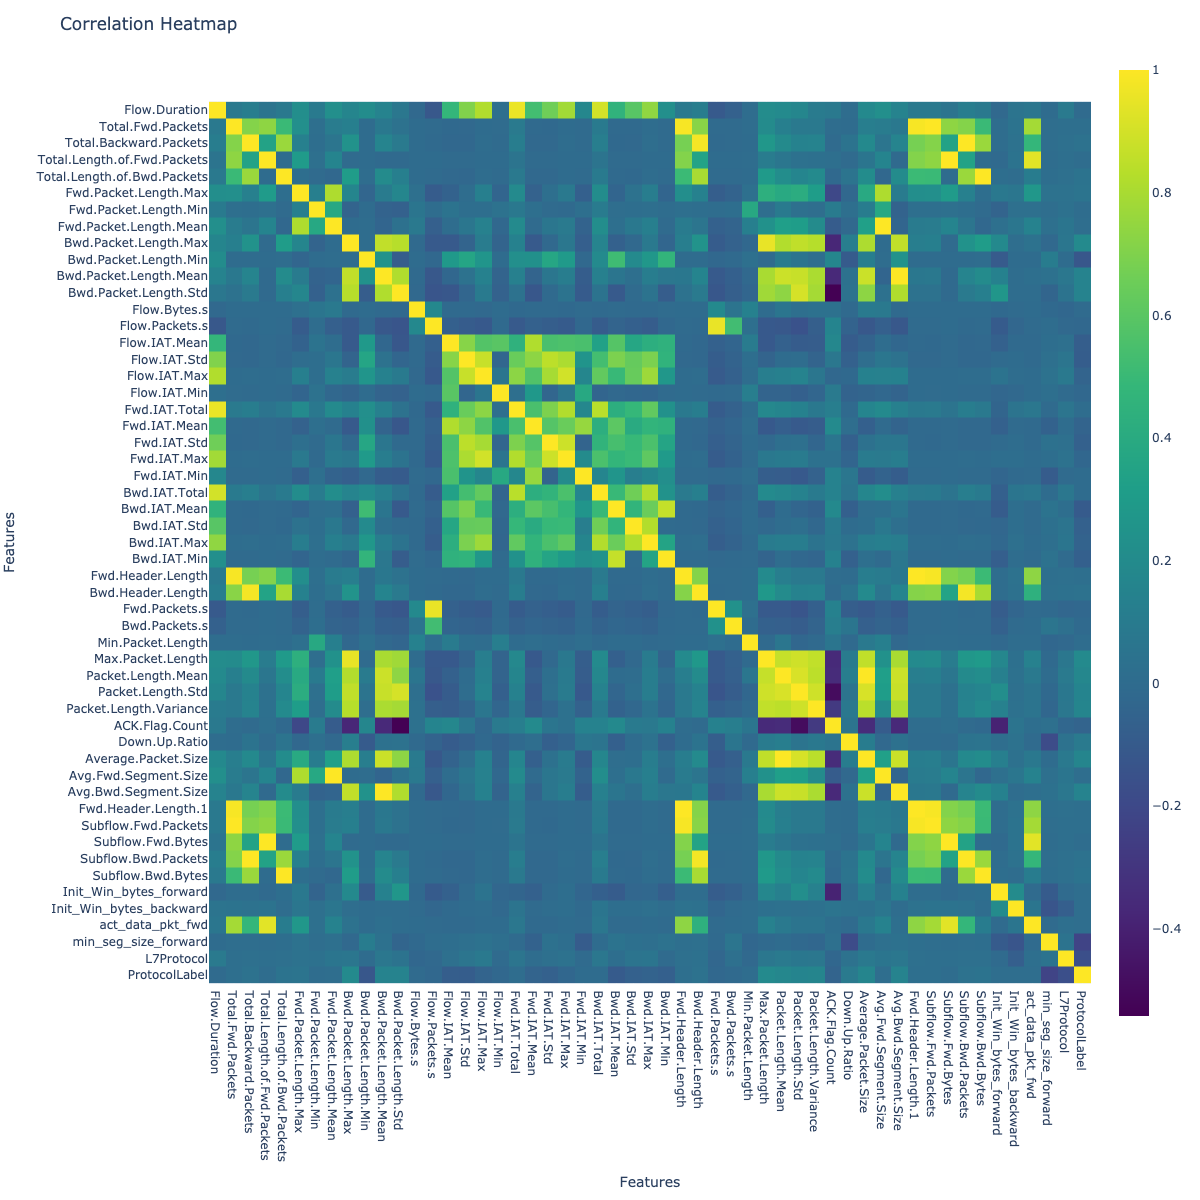 Correlation Heatmap
Features
Flow.Duration
Total.Fwd.Packets
Total.Backward.Packets
Total.Length.of.Fwd.Packets
Total.Length.of.Bwd.Packets
Fwd.Packet.Length.Max
Fwd.Packet.Length.Min
Fwd.Packet.Length.Mean
Bwd.Packet.Length.Max
Bwd.Packet.Length.Min
Bwd.Packet.Length.Mean
Bwd.Packet.Length.Std
Flow.Bytes.s
Flow.Packets.s
Flow.IAT.Mean
Flow.IAT.Std
Flow.IAT.Max
Flow.IAT.Min
Fwd.IAT.Total
Fwd.IAT.Mean
Fwd.IAT.Std
Fwd.IAT.Max
Fwd.IAT.Min
Bwd.IAT.Total
Bwd.IAT.Mean
Bwd.IAT.Std
Bwd.IAT.Max
Bwd.IAT.Min
Fwd.Header.Length
Bwd.Header.Length
Fwd.Packets.s
Bwd.Packets.s
Min.Packet.Length
Max.Packet.Length
Packet.Length.Mean
Packet.Length.Std
Packet.Length.Variance
ACK.Flag.Count
Down.Up.Ratio
Average.Packet.Size
Avg.Fwd.Segment.Size
Avg.Bwd.Segment.Size
Fwd.Header.Length.1
Subflow.Fwd.Packets
Subflow.Fwd.Bytes
Subflow.Bwd.Packets
Subflow.Bwd.Bytes
Init_Win_bytes_forward
Init_Win_bytes_backward
act_data_pkt_fwd
min_seg_size_forward
L7Protocol
ProtocolLabel
Flow.Duration
Total.Fwd.Packets
Total.Backward.Packets
Total.Length.of.Fwd.Packets
Total.Length.of.Bwd.Packets
Fwd.Packet.Length.Max
Fwd.Packet.Length.Min
Fwd.Packet.Length.Mean
Bwd.Packet.Length.Max
Bwd.Packet.Length.Min
Bwd.Packet.Length.Mean
Bwd.Packet.Length.Std
Flow.Bytes.s
Flow.Packets.s
Flow.IAT.Mean
Flow.IAT.Std
Flow.IAT.Max
Flow.IAT.Min
Fwd.IAT.Total
Fwd.IAT.Mean
Fwd.IAT.Std
Fwd.IAT.Max
Fwd.IAT.Min
Bwd.IAT.Total
Bwd.IAT.Mean
Bwd.IAT.Std
Bwd.IAT.Max
Bwd.IAT.Min
Fwd.Header.Length
Bwd.Header.Length
Fwd.Packets.s
Bwd.Packets.s
Min.Packet.Length
Max.Packet.Length
Packet.Length.Mean
Packet.Length.Std
Packet.Length.Variance
ACK.Flag.Count
Down.Up.Ratio
Average.Packet.Size
Avg.Fwd.Segment.Size
Avg.Bwd.Segment.Size
Fwd.Header.Length.1
Subflow.Fwd.Packets
Subflow.Fwd.Bytes
Subflow.Bwd.Packets
Subflow.Bwd.Bytes
Init_Win_bytes_forward
Init_Win_bytes_backward
act_data_pkt_fwd
min_seg_size_forward
L7Protocol
ProtocolLabel
Features
1
0.8
0.6
0.4
0.2
0
−0.2
−0.4